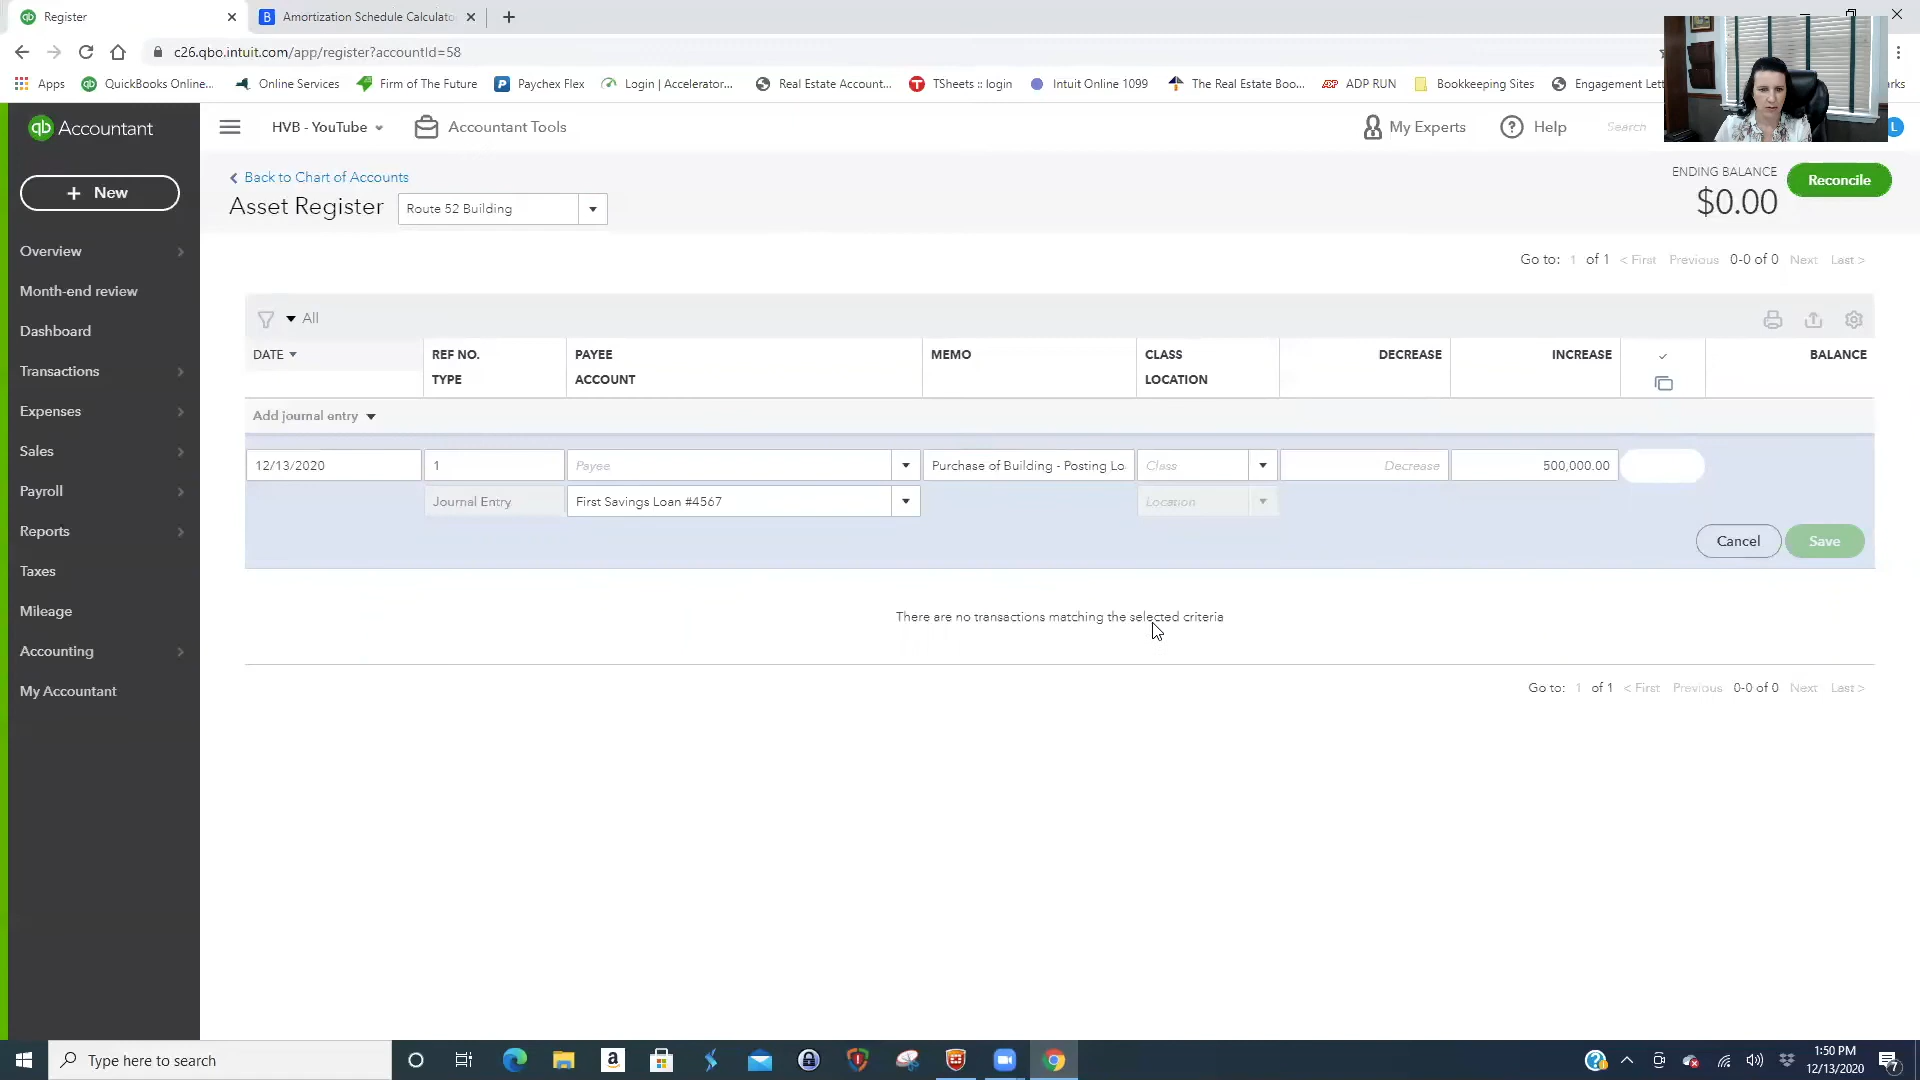 Register
Amortization Schedule Calculato
c26.qbo.intuit.com/app/register?accountId=58
Apps
QuickBooks Online...
Online Services
Firm of The Future
Paychex Flex
Login | Accelerator...
Real Estate Account...
TSheets :: login
Intuit Online 1099
The Real Estate Boo...
ADP RUN
Bookkeeping Sites
Engagement Lett
rks
qb Accountant
HVB - YouTube
Accountant Tools
My Experts
Help
Search
L
+ New
Overview
Month-end review
Dashboard
Transactions
Expenses
Sales
Payroll
Reports
Taxes
Mileage
Accounting
My Accountant
Back to Chart of Accounts
Asset Register
Route 52 Building
ENDING BALANCE
$0.00
Reconcile
Go to: 1 of 1 < First Previous 0-0 of 0 Next Last >
All
DATE
REF NO.
TYPE
PAYEE
ACCOUNT
MEMO
CLASS
LOCATION
DECREASE
INCREASE
BALANCE
Add journal entry
12/13/2020
1
Payee
Purchase of Building - Posting Lo
Class
Decrease
500,000.00
Journal Entry
First Savings Loan #4567
Location
Cancel
Save
There are no transactions matching the selected criteria
Go to: 1 of 1 < First Previous 0-0 of 0 Next Last >
Type here to search
1:50 PM
12/13/2020
7